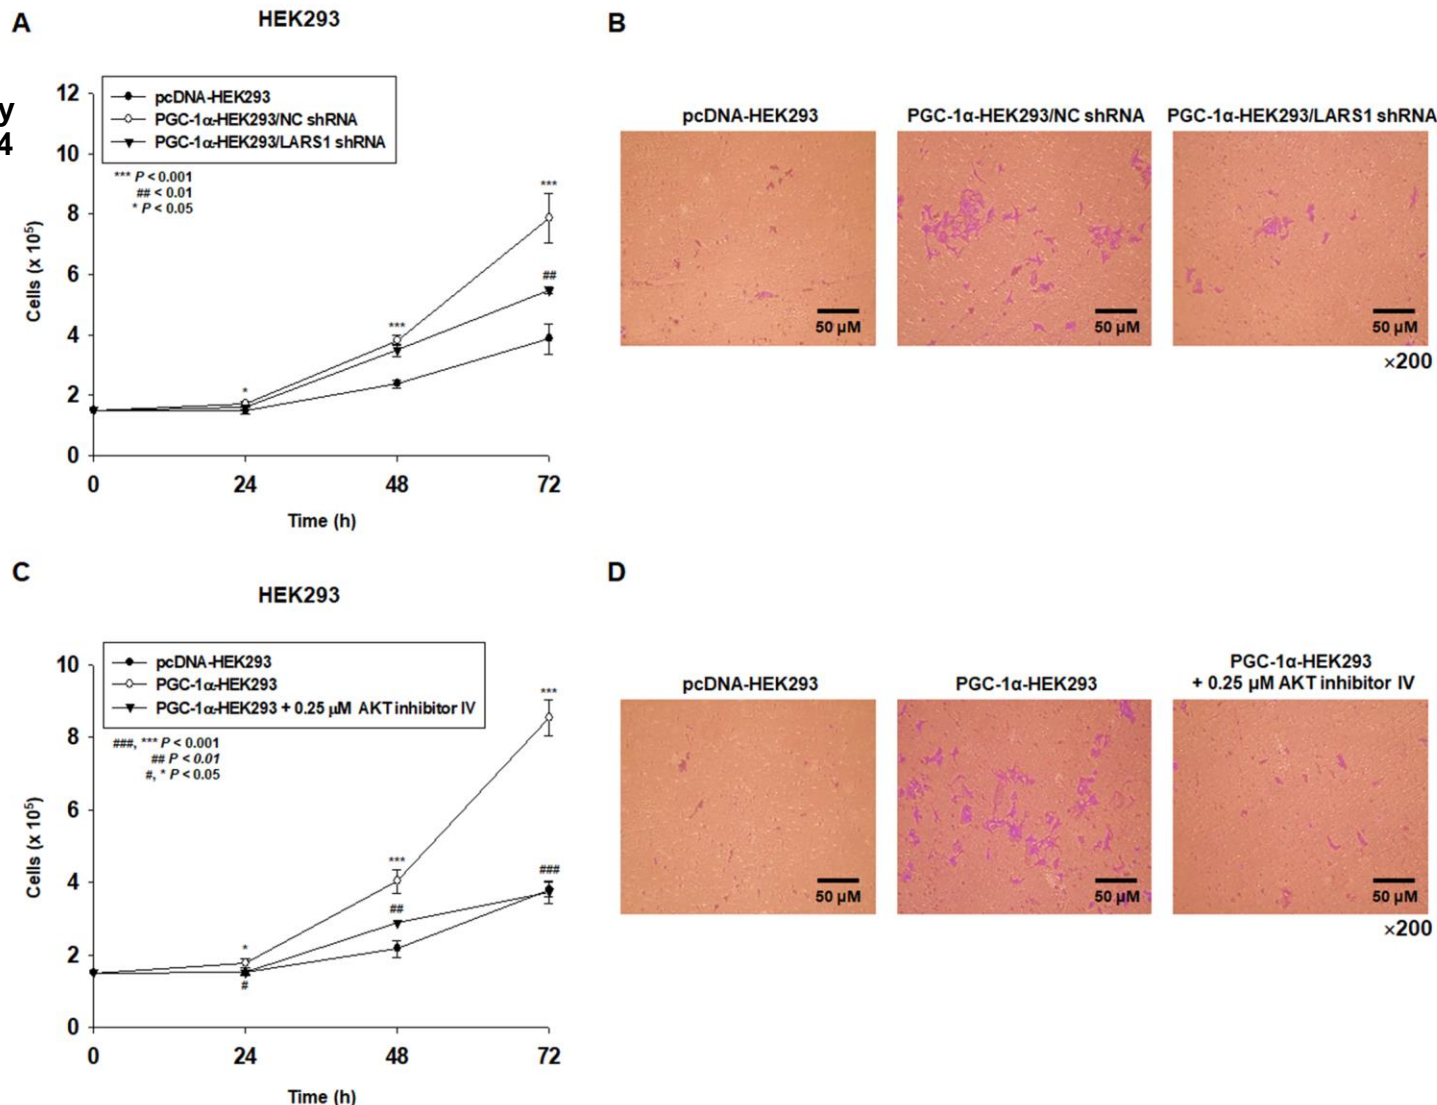 A
HEK293
y
4
12
10
8
6
4
2
0
Cells (x 10⁵)
pcDNA-HEK293
PGC-1α-HEK293/NC shRNA
PGC-1α-HEK293/LARS1 shRNA
*** P < 0.001
## < 0.01
* P < 0.05
*
***
***
##
0 24 48 72
Time (h)
B
pcDNA-HEK293 PGC-1α-HEK293/NC shRNA PGC-1α-HEK293/LARS1 shRNA
50 µM 50 µM 50 µM
×200
C
HEK293
10
8
6
4
2
0
Cells (x 10⁵)
pcDNA-HEK293
PGC-1α-HEK293
PGC-1α-HEK293 + 0.25 µM AKT inhibitor IV
###, *** P < 0.001
## P < 0.01
#, * P < 0.05
*
#
***
##
***
###
0 24 48 72
Time (h)
D
pcDNA-HEK293
PGC-1α-HEK293
PGC-1α-HEK293
+ 0.25 µM AKT inhibitor IV
50 µM 50 µM 50 µM
×200